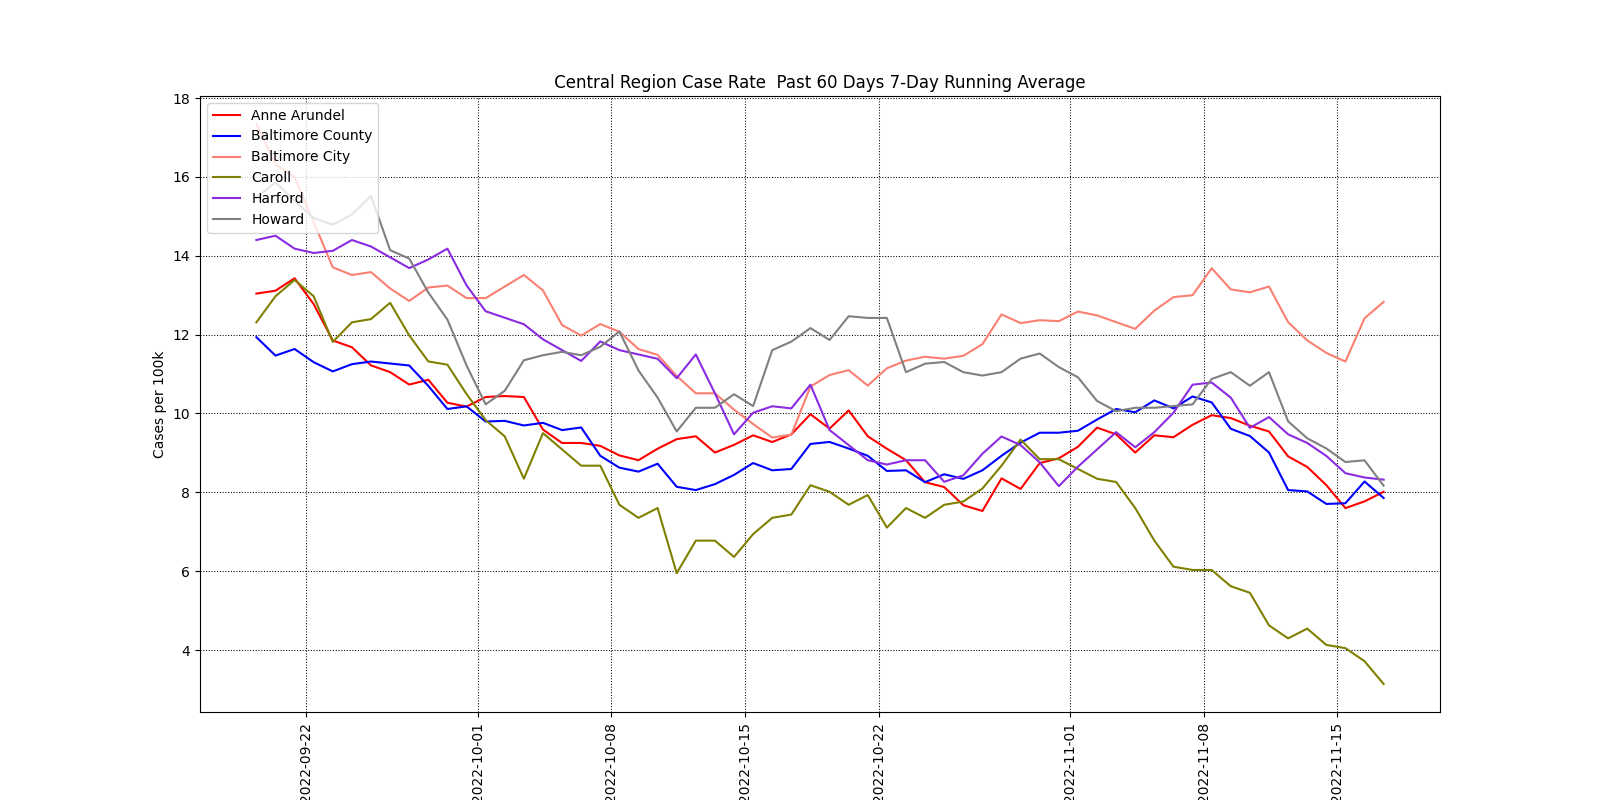 Central Region Case Rate  Past 60 Days 7-Day Running Average
18
16
14
12
10
8
6
4
Cases per 100k
Anne Arundel
Baltimore County
Baltimore City
Caroll
Harford
Howard
2022-09-22
2022-10-01
2022-10-08
2022-10-15
2022-10-22
2022-11-01
2022-11-08
2022-11-15